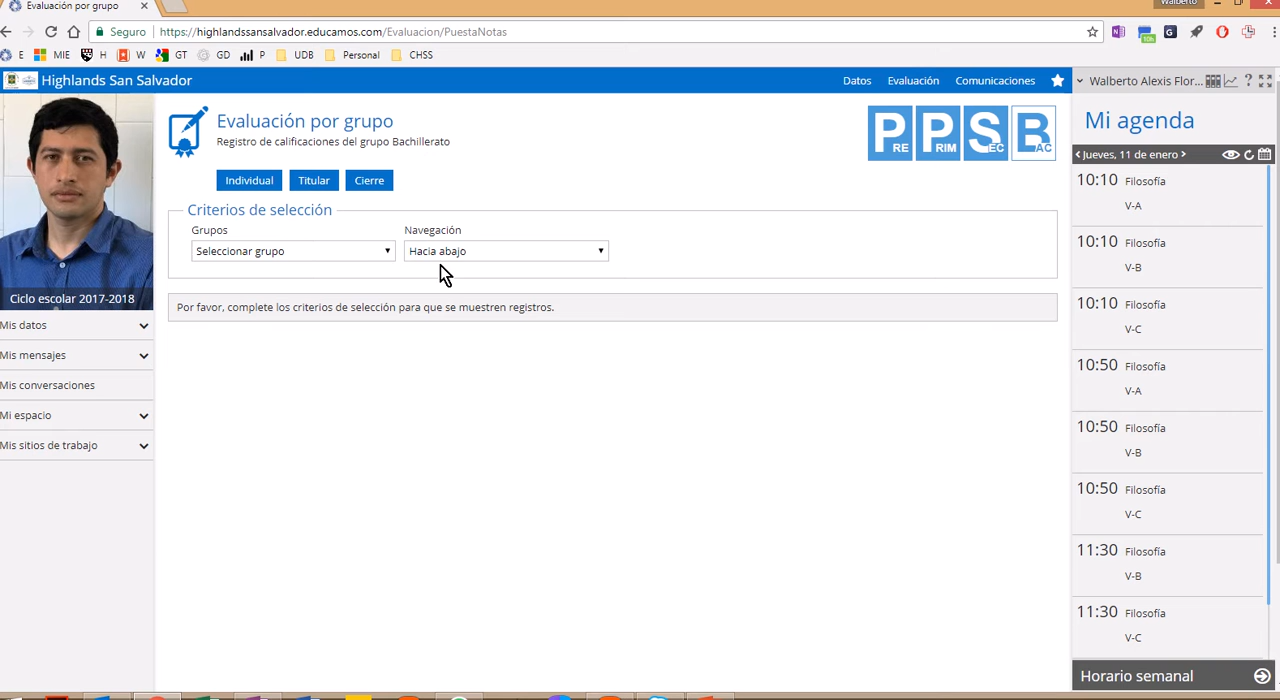 Evaluación por grupo
Walberto
Seguro
https://highlandssansalvador.educamos.com/Evaluacion/PuestaNotas
E MIE H W GT GD P UDB Personal CHSS
Highlands San Salvador
Datos Evaluación Comunicaciones
Walberto Alexis Flor...
Evaluación por grupo
Registro de calificaciones del grupo Bachillerato
PRE PRIM SEC BAC
Individual Titular Cierre
Criterios de selección
Grupos Navegación
Seleccionar grupo Hacia abajo
Por favor, complete los criterios de selección para que se muestren registros.
Ciclo escolar 2017-2018
Mis datos
Mis mensajes
Mis conversaciones
Mi espacio
Mis sitios de trabajo
Mi agenda
Jueves, 11 de enero
10:10 Filosofía
V-A
10:10 Filosofía
V-B
10:10 Filosofía
V-C
10:50 Filosofía
V-A
10:50 Filosofía
V-B
10:50 Filosofía
V-C
11:30 Filosofía
V-B
11:30 Filosofía
V-C
Horario semanal